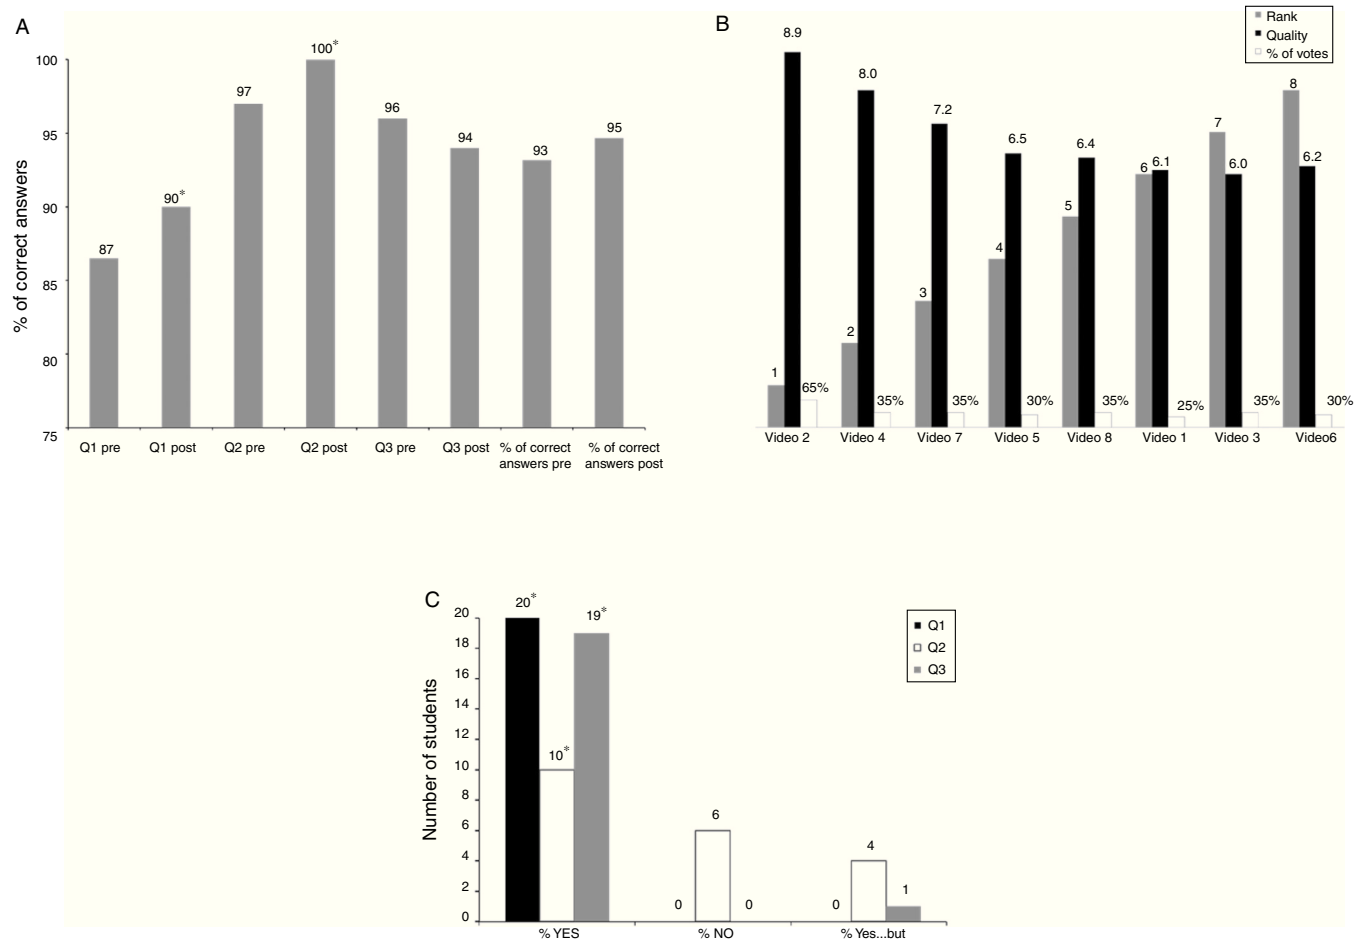 A
% of correct answers
100
95
90
85
80
75
87
90*
97
100*
96
94
93
95
Q1 pre
Q1 post
Q2 pre
Q2 post
Q3 pre
Q3 post
% of correct
answers pre
% of correct
answers post
B
Rank
Quality
% of votes
1
8.9
65%
2
8.0
35%
3
7.2
35%
4
6.5
30%
5
6.4
35%
6
6.1
25%
7
6.0
35%
8
6.2
30%
Video 2
Video 4
Video 7
Video 5
Video 8
Video 1
Video 3
Video6
C
Number of students
20
18
16
14
12
10
8
6
4
2
0
20*
10*
19*
0
6
0
0
4
1
% YES
% NO
% Yes...but
Q1
Q2
Q3